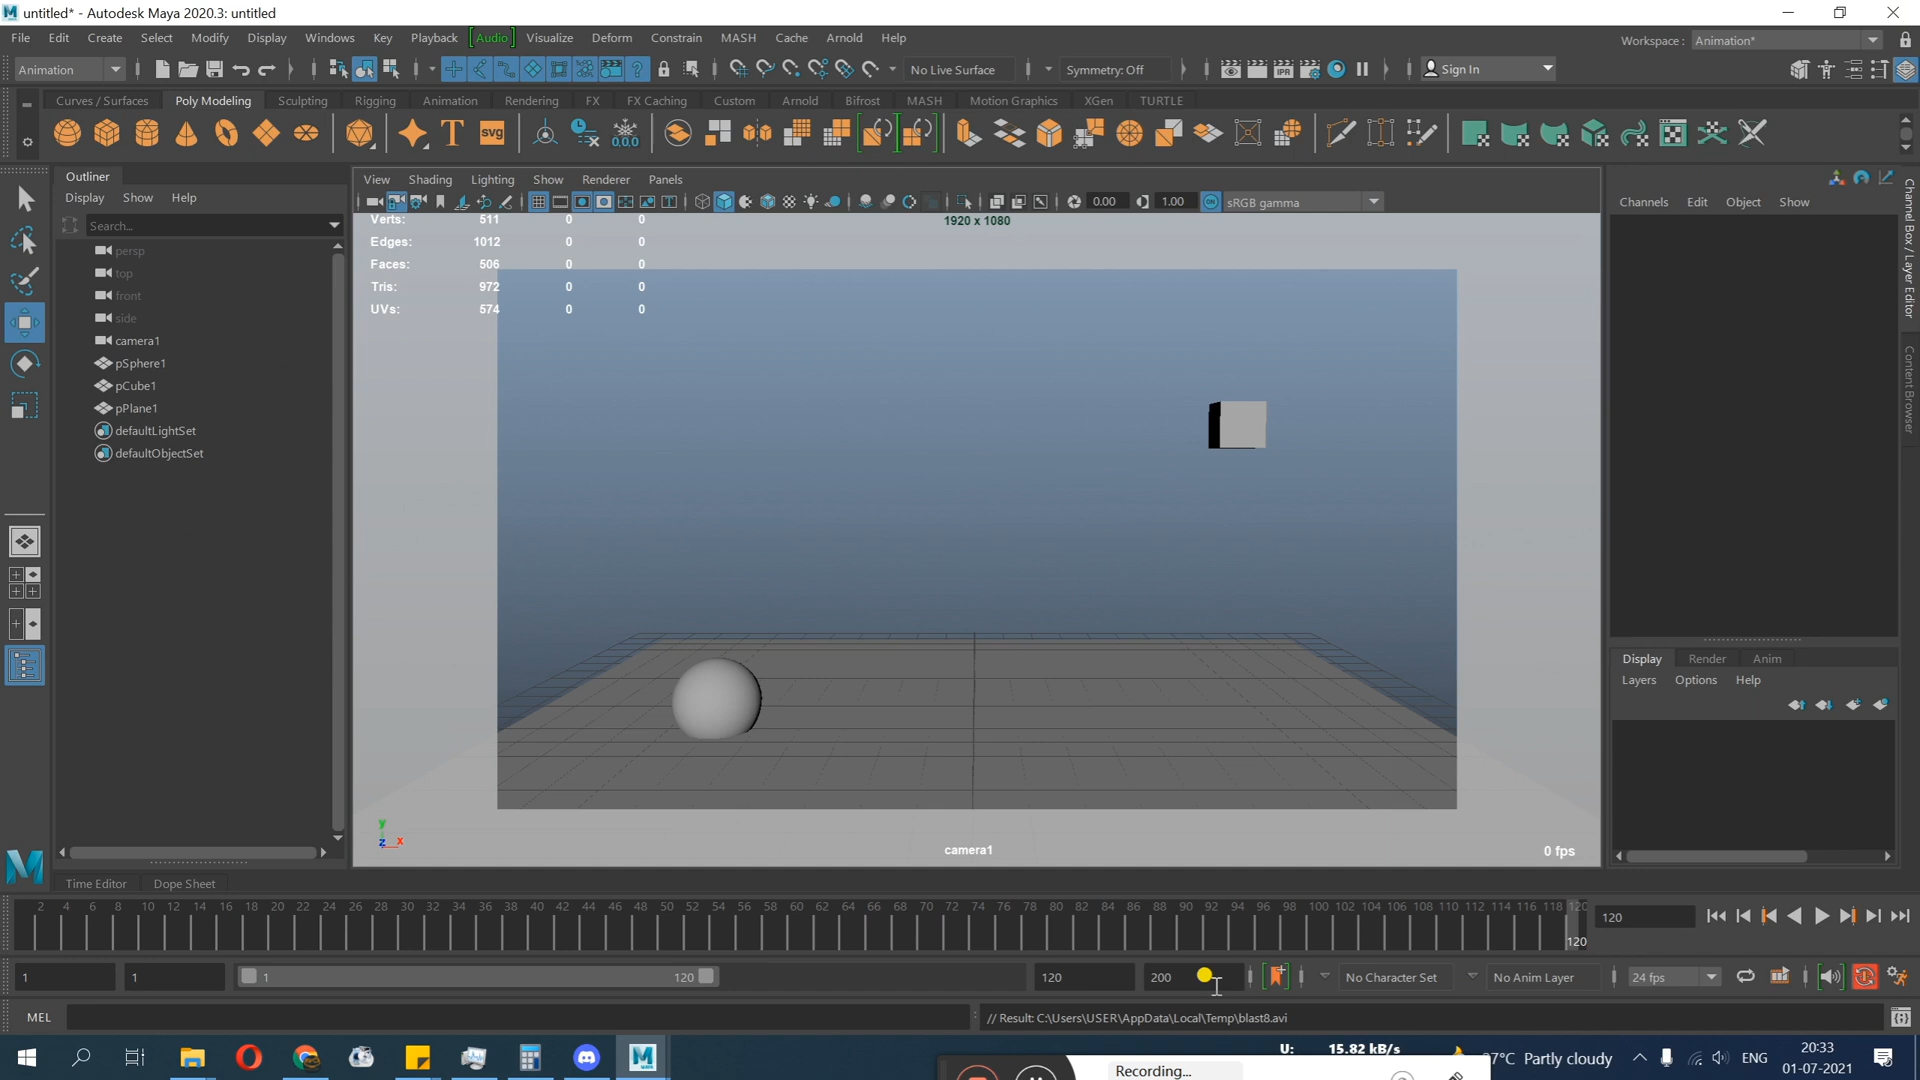 untitled* - Autodesk Maya 2020.3: untitled
File Edit Create Select Modify Display Windows Key Playback Audio Visualize Deform Constrain MASH Cache Arnold Help
Workspace : Animation*
Animation No Live Surface Symmetry: Off Sign In
Curves / Surfaces Poly Modeling Sculpting Rigging Animation Rendering FX FX Caching Custom Arnold Bifrost MASH Motion Graphics XGen TURTLE
T svg 0,0,0
Outliner
Display Show Help
Search...
persp
top
front
side
camera1
pSphere1
pCube1
pPlane1
defaultLightSet
defaultObjectSet
View Shading Lighting Show Renderer Panels
0.00 1.00 sRGB gamma
Verts: 511 0 0
Edges: 1012 0 0
Faces: 506 0 0
Tris: 972 0 0
UVs: 574 0 0
1920 x 1080
y
z x
camera1
0 fps
Channels Edit Object Show
Channel Box / Layer Editor
Content Browser
Display Render Anim
Layers Options Help
Time Editor Dope Sheet
2 4 6 8 10 12 14 16 18 20 22 24 26 28 30 32 34 36 38 40 42 44 46 48 50 52 54 56 58 60 62 64 66 68 70 72 74 76 78 80 82 84 86 88 90 92 94 96 98 100 102 104 106 108 110 112 114 116 118 120
120
120
1 1 1 120 120 200 No Character Set No Anim Layer 24 fps
MEL
// Result: C:\Users\USER\AppData\Local\Temp\blast8.avi
U: 15.82 kB/s
Recording...
7°C Partly cloudy
ENG
20:33
01-07-2021